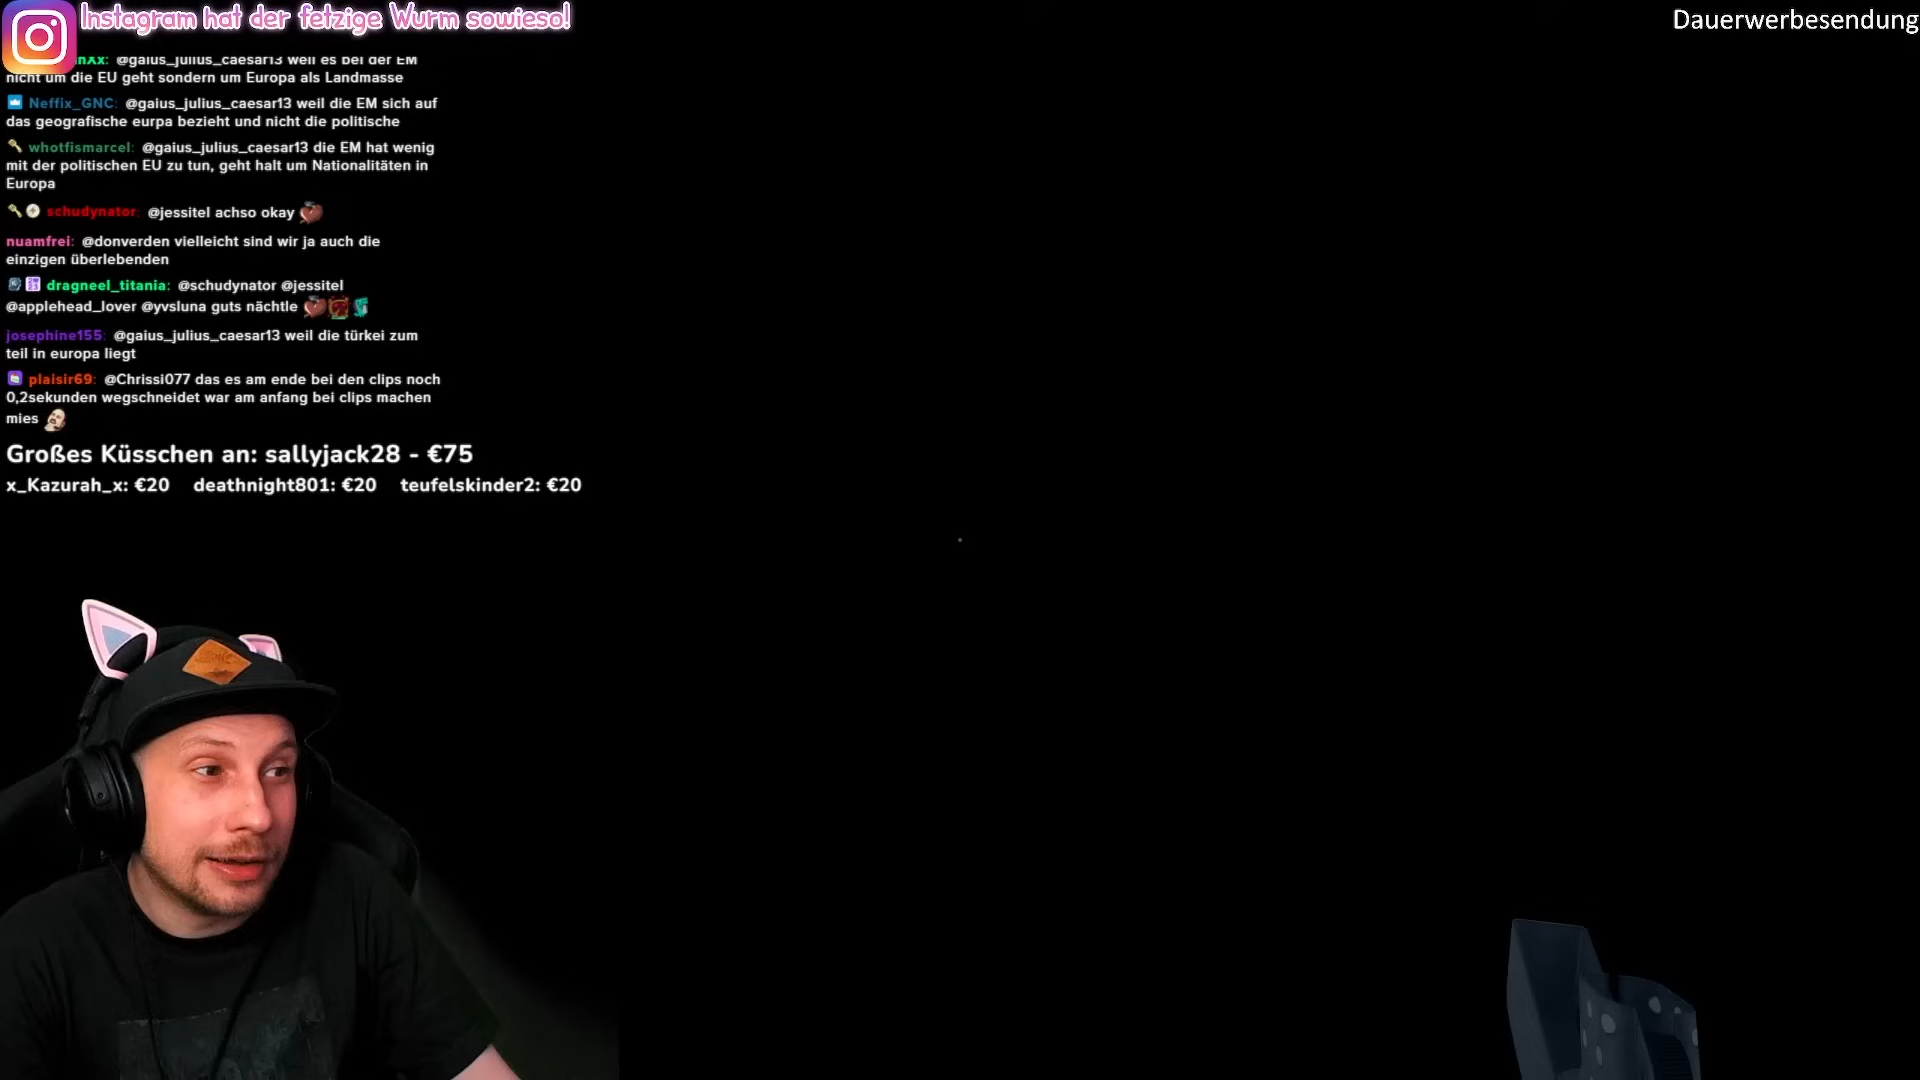 Instagram hat der fetzige Wurm sowieso!
Dauerwerbesendung
nXx: @gaius_julius_caesar13 weil es bei der EM
nicht um die EU geht sondern um Europa als Landmasse
Neffix_GNC: @gaius_julius_caesar13 weil die EM sich auf
das geografische eurpa bezieht und nicht die politische
whotfismarcel: @gaius_julius_caesar13 die EM hat wenig
mit der politischen EU zu tun, geht halt um Nationalitäten in
Europa
schudynator: @jessitel achso okay
nuamfrei: @donverden vielleicht sind wir ja auch die
einzigen überlebenden
dragneel_titania: @schudynator @jessitel
@applehead_lover @yvsluna guts nächtle
josephine155: @gaius_julius_caesar13 weil die türkei zum
teil in europa liegt
plaisir69: @Chrissi077 das es am ende bei den clips noch
0,2sekunden wegschneidet war am anfang bei clips machen
mies
Großes Küsschen an: sallyjack28 - €75
x_Kazurah_x: €20 deathnight801: €20 teufelskinder2: €20